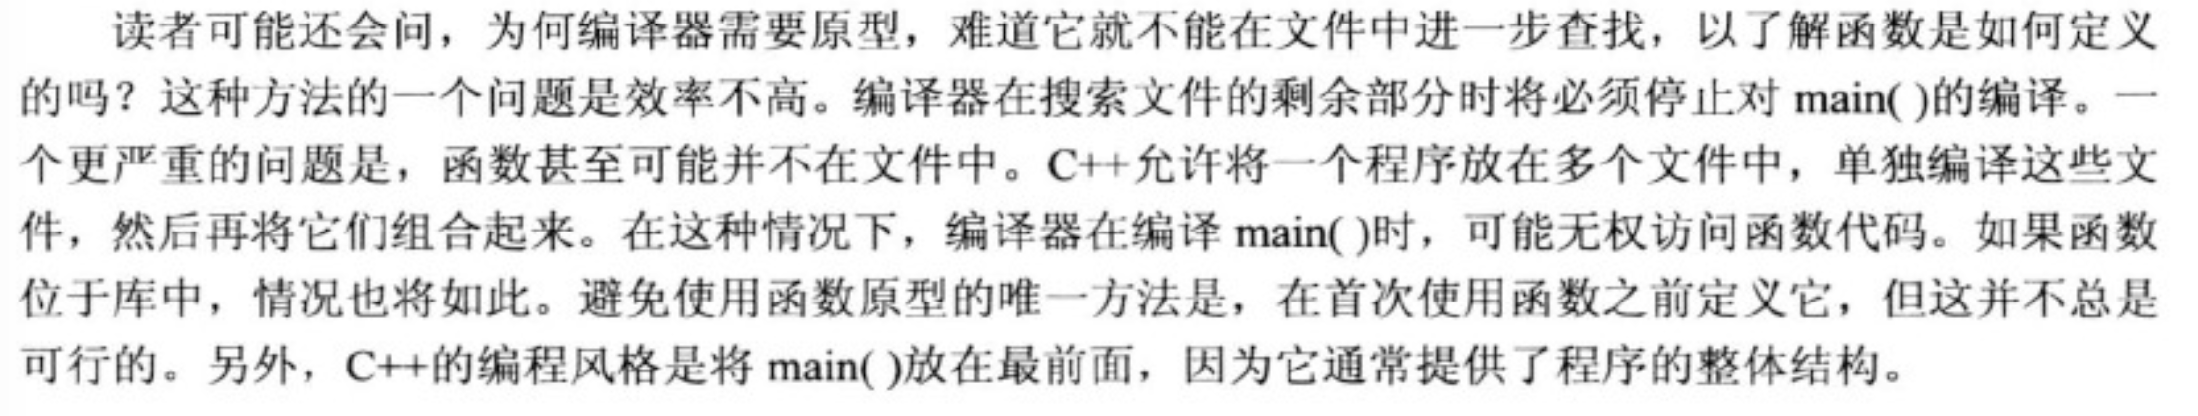 读者可能还会问，为何编译器需要原型，难道它就不能在文件中进一步查找，以了解函数是如何定义
的吗？这种方法的一个问题是效率不高。编译器在搜索文件的剩余部分时将必须停止对 main( )的编译。一
个更严重的问题是，函数甚至可能并不在文件中。C++允许将一个程序放在多个文件中，单独编译这些文
件，然后再将它们组合起来。在这种情况下，编译器在编译 main( )时，可能无权访问函数代码。如果函数
位于库中，情况也将如此。避免使用函数原型的唯一方法是，在首次使用函数之前定义它，但这并不总是
可行的。另外，C++的编程风格是将 main( )放在最前面，因为它通常提供了程序的整体结构。